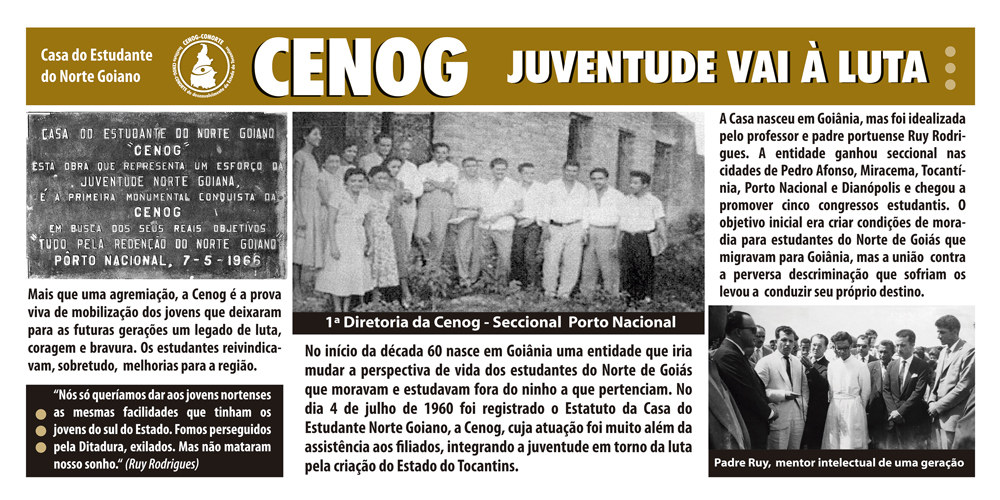 Casa do Estudante
do Norte Goiano
CENOG-CONORTE
CENOG
JUVENTUDE VAI À LUTA
CASA DO ESTUDANTE DO NORTE GOIANO
"CENOG"
ESTA OBRA QUE REPRESENTA UM ESFORÇO DA
JUVENTUDE NORTE GOIANA,
É A PRIMEIRA MONUMENTAL CONQUISTA DA
CENOG
EM BUSCA DOS SEUS REAIS OBJETIVOS
"TUDO PELA REDENÇÃO DO NORTE GOIANO"
PÔRTO NACIONAL, 7-5-1966
Mais que uma agremiação, a Cenog é a prova
viva de mobilização dos jovens que deixaram
para as futuras gerações um legado de luta,
coragem e bravura. Os estudantes reivindica-
vam, sobretudo, melhorias para a região.
"Nós só queríamos dar aos jovens nortenses
as mesmas facilidades que tinham os
jovens do sul do Estado. Fomos perseguidos
pela Ditadura, exilados. Mas não mataram
nosso sonho." (Ruy Rodrigues)
1ª Diretoria da Cenog - Seccional Porto Nacional
No início da década 60 nasce em Goiânia uma entidade que iria
mudar a perspectiva de vida dos estudantes do Norte de Goiás
que moravam e estudavam fora do ninho a que pertenciam. No
dia 4 de julho de 1960 foi registrado o Estatuto da Casa do
Estudante Norte Goiano, a Cenog, cuja atuação foi muito além da
assistência aos filiados, integrando a juventude em torno da luta
pela criação do Estado do Tocantins.
A Casa nasceu em Goiânia, mas foi idealizada
pelo professor e padre portuense Ruy Rodri-
gues. A entidade ganhou seccional nas
cidades de Pedro Afonso, Miracema, Tocantí-
nia, Porto Nacional e Dianópolis e chegou a
promover cinco congressos estudantis. O
objetivo inicial era criar condições de mora-
dia para estudantes do Norte de Goiás que
migravam para Goiânia, mas a união contra
a perversa descriminação que sofriam os
levou a conduzir seu próprio destino.
Padre Ruy, mentor intelectual de uma geração